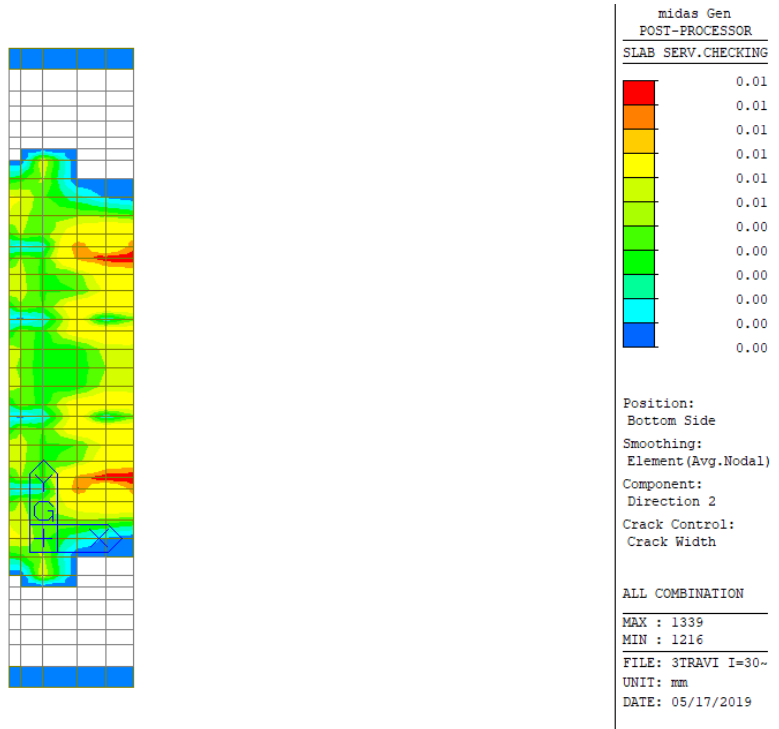 midas Gen
POST-PROCESSOR
SLAB SERV.CHECKING
0.01
0.01
0.01
0.01
0.01
0.01
0.00
0.00
0.00
0.00
0.00
0.00
Position:
Bottom Side
Smoothing:
Element(Avg.Nodal)
Component:
Direction 2
Crack Control:
Crack Width
ALL COMBINATION
MAX : 1339
MIN : 1216
FILE: 3TRAVI I=30~
UNIT: mm
DATE: 05/17/2019
Y
G
X